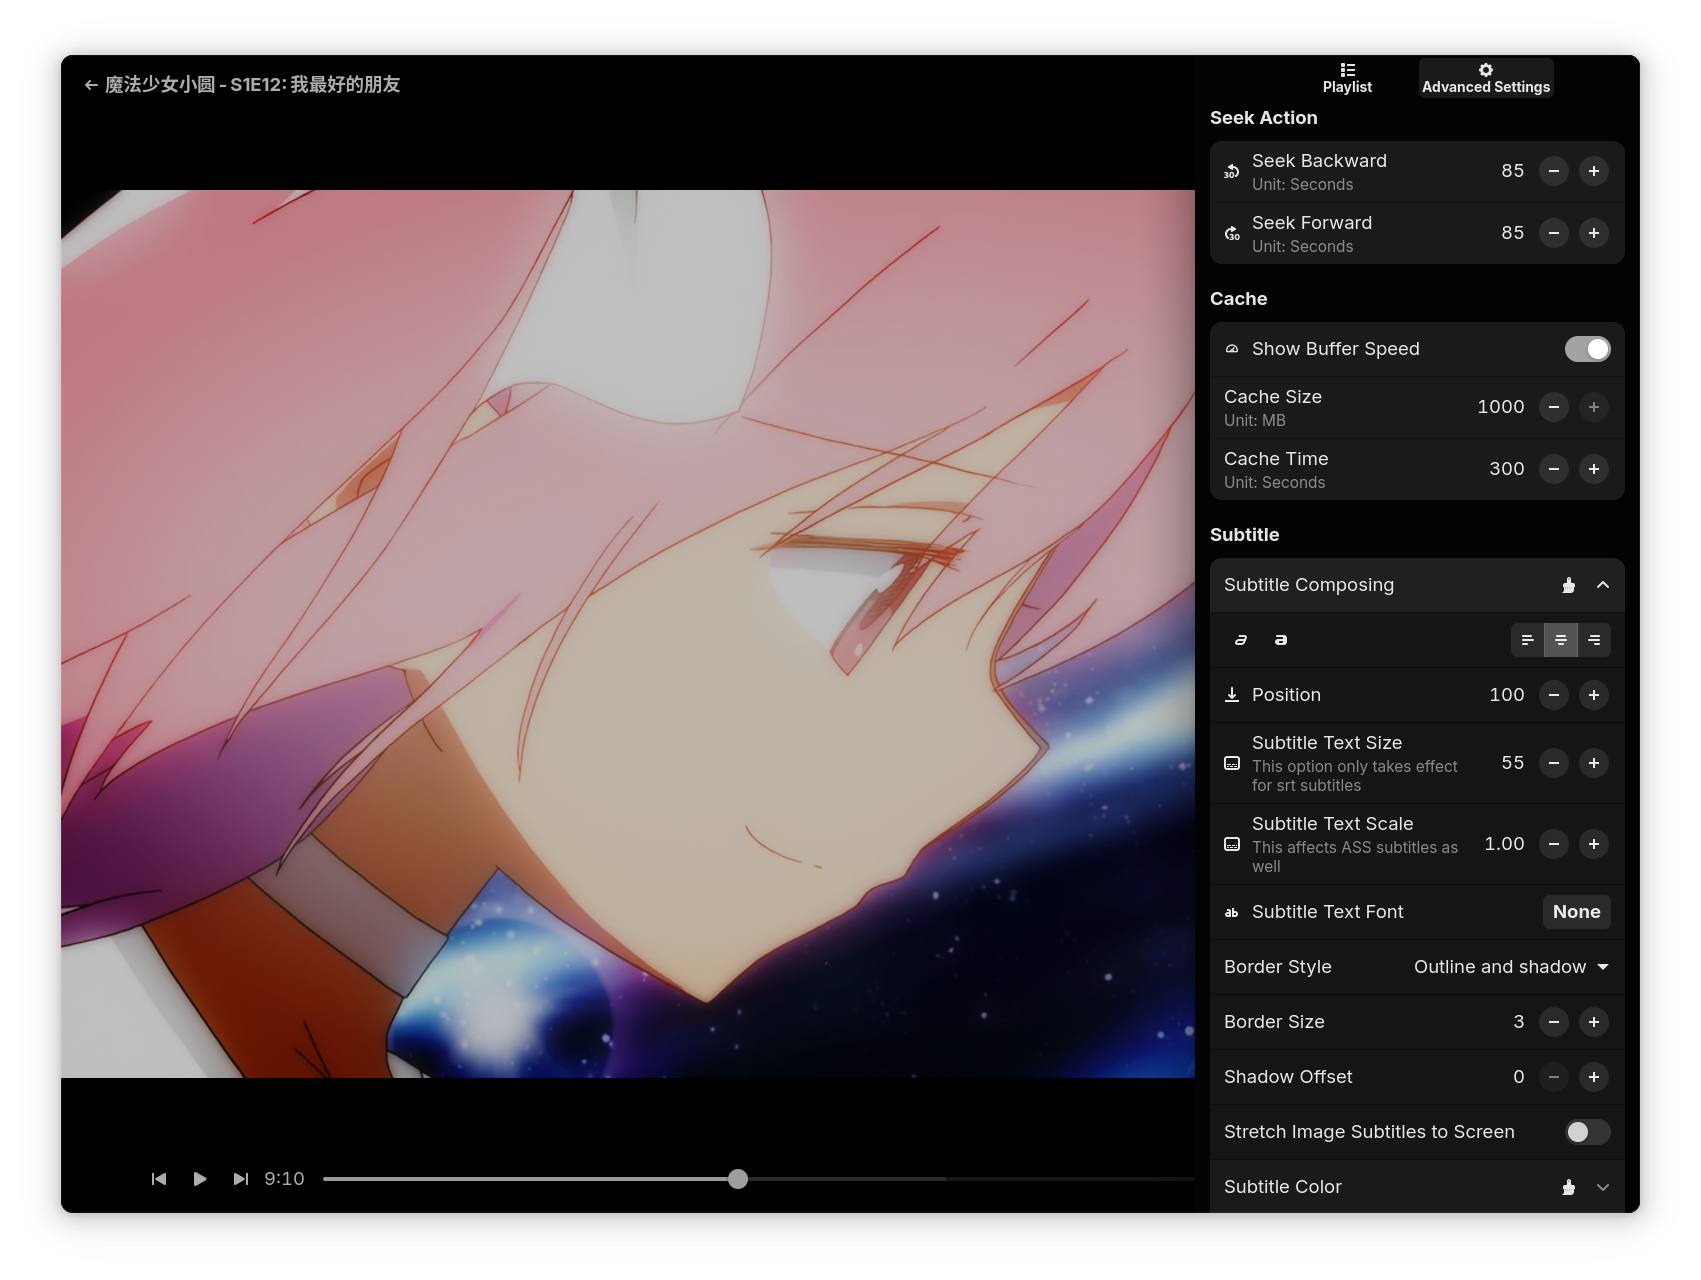 魔法少女小圆 - S1E12: 我最好的朋友
Playlist
Advanced Settings
Seek Action
30
Seek Backward
Unit: Seconds
85
30
Seek Forward
Unit: Seconds
85
Cache
Show Buffer Speed
Cache Size
Unit: MB
1000
Cache Time
Unit: Seconds
300
Subtitle
Subtitle Composing
a
a
Position
100
Subtitle Text Size
This option only takes effect
for srt subtitles
55
Subtitle Text Scale
This affects ASS subtitles as
well
1.00
ab
Subtitle Text Font
None
Border Style
Outline and shadow
Border Size
3
Shadow Offset
0
Stretch Image Subtitles to Screen
Subtitle Color
9:10